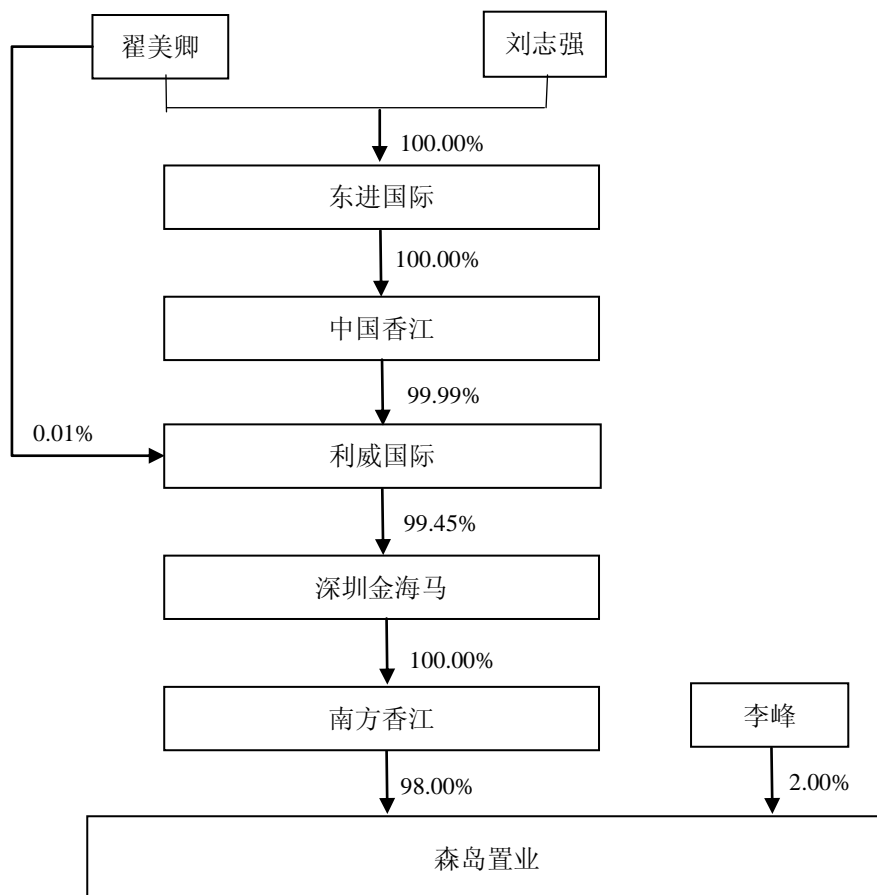 翟美卿
刘志强
100.00%
东进国际
100.00%
中国香江
99.99%
0.01%
利威国际
99.45%
深圳金海马
100.00%
南方香江
李峰
98.00%
2.00%
森岛置业